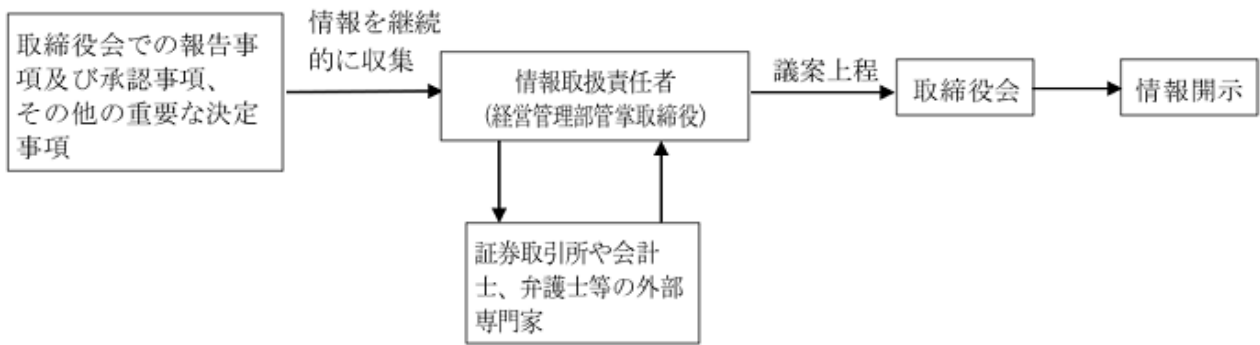 取締役会での報告事
項及び承認事項、
その他の重要な決定
事項
情報を継続
的に収集
情報取扱責任者
(経営管理部管掌取締役)
議案上程
取締役会
情報開示
証券取引所や会計
士、弁護士等の外部
専門家